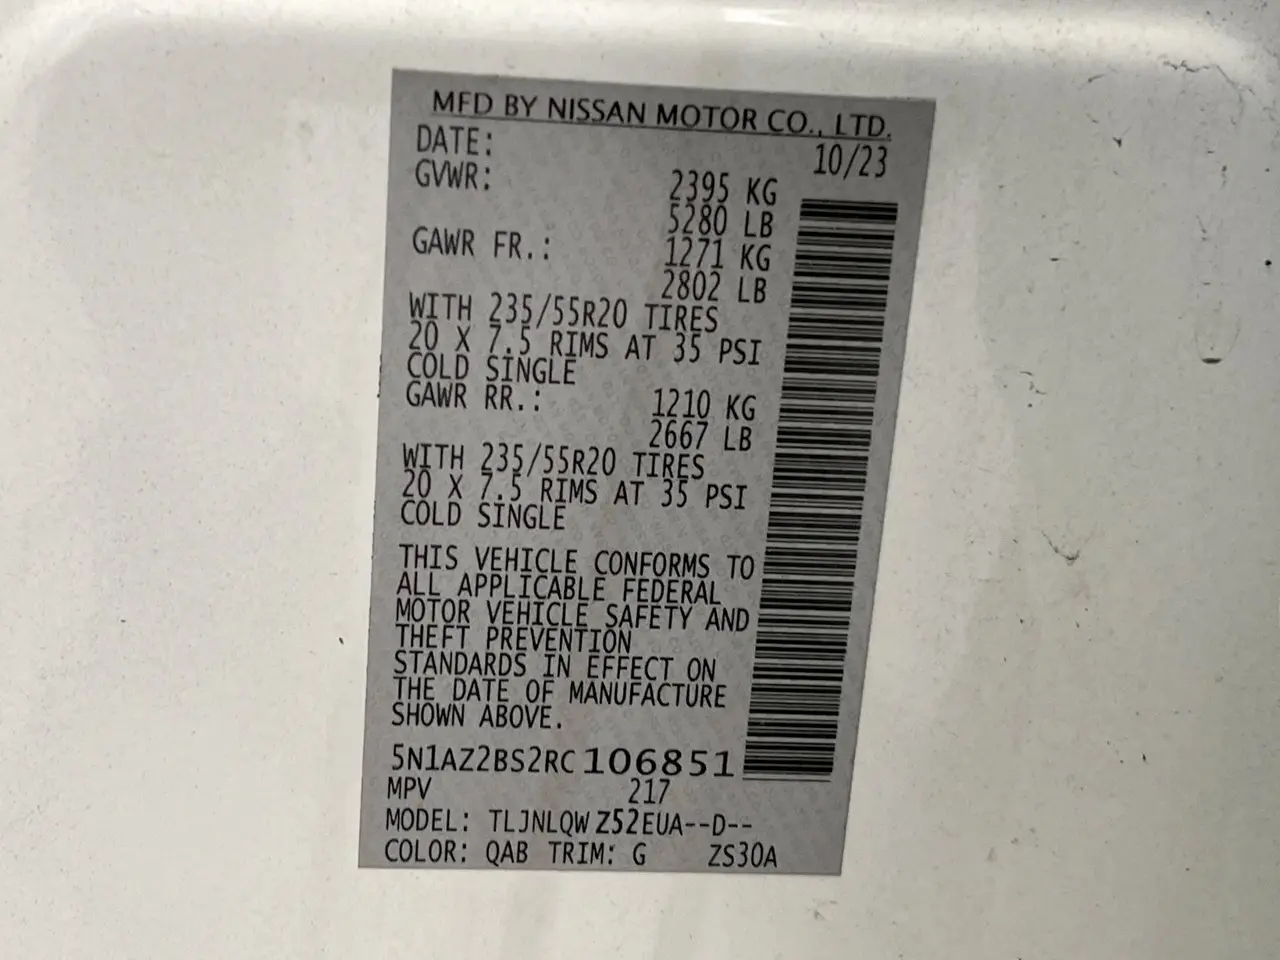 MFD BY NISSAN MOTOR CO., LTD.
DATE: 10/23
GVWR: 2395 KG
5280 LB
GAWR FR.: 1271 KG
2802 LB
WITH 235/55R20 TIRES
20 X 7.5 RIMS AT 35 PSI
COLD SINGLE
GAWR RR.: 1210 KG
2667 LB
WITH 235/55R20 TIRES
20 X 7.5 RIMS AT 35 PSI
COLD SINGLE
THIS VEHICLE CONFORMS TO
ALL APPLICABLE FEDERAL
MOTOR VEHICLE SAFETY AND
THEFT PREVENTION
STANDARDS IN EFFECT ON
THE DATE OF MANUFACTURE
SHOWN ABOVE.
5N1AZ2BS2RC106851
MPV 217
MODEL: TLJNLQW Z52EUA--D--
COLOR: QAB TRIM: G ZS30A